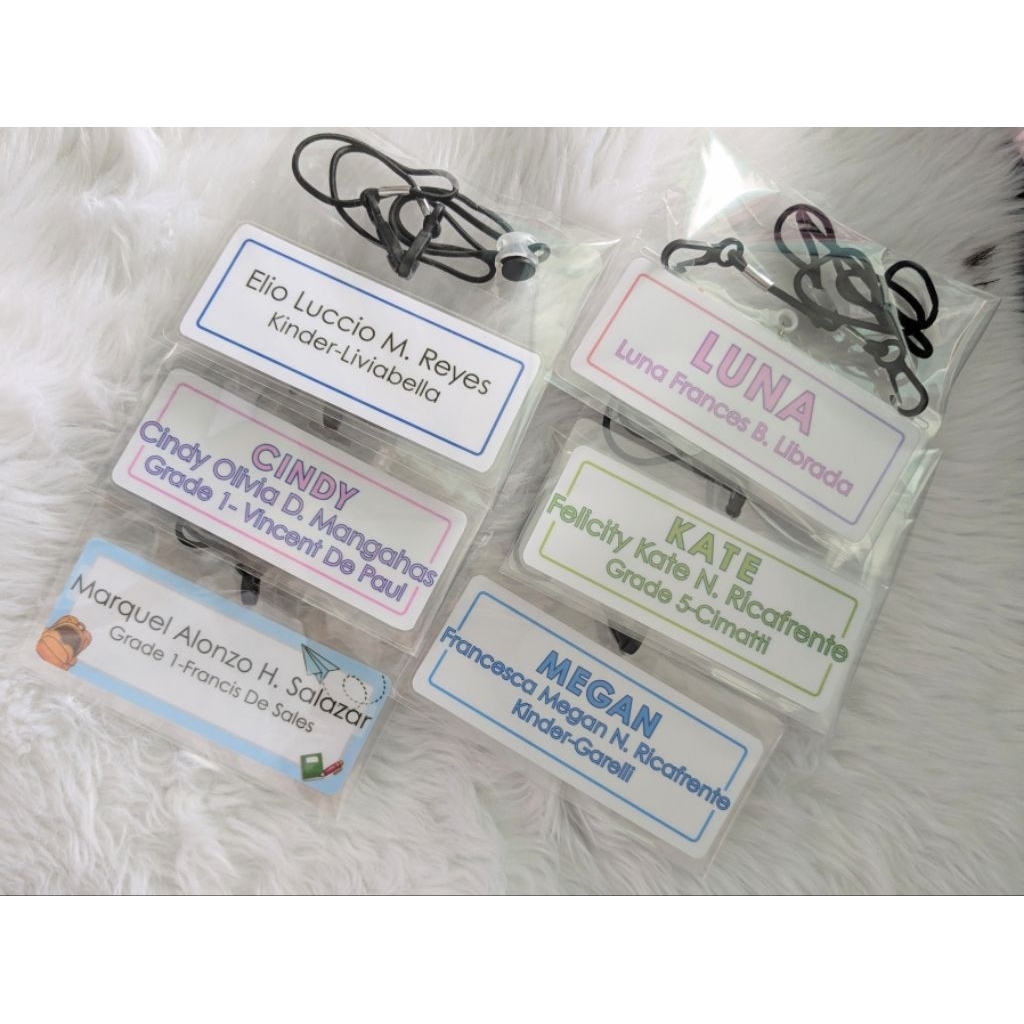 Elio Luccio M. Reyes
Kinder-Liviabella
LUNA
Luna Frances B. Librada
CINDY
Cindy Olivia D. Mangahas
Grade 1- Vincent De Paul
KATE
Felicity Kate N. Ricafrente
Grade 5-Cimatti
Marquel Alonzo H. Salazar
Grade 1-Francis De Sales
MEGAN
Francesca Megan N. Ricafrente
Kinder-Garelli